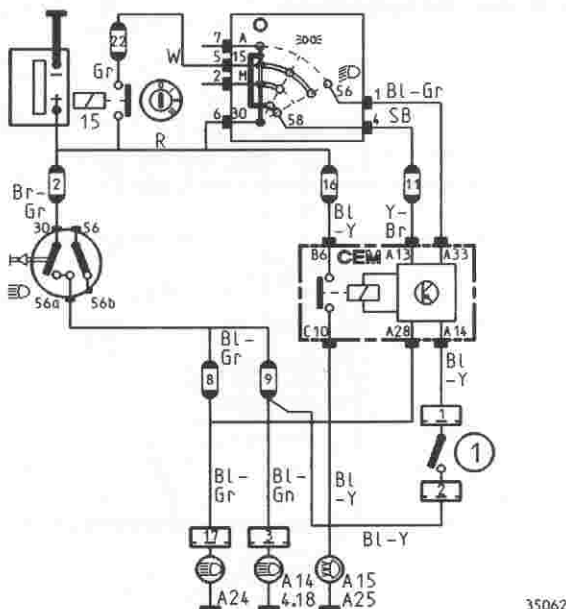 22
7 A
5 15
2 M
6 30
W
Gr
15
R
56
58
1 Bl-Gr
4 SB
2
Br-
Gr
16
11
Bl
-Y
Y-
Br
30 56
56a 56b
B6 CEM A13 A33
C10 A28 A14
Bl-
Gr
8
9
Bl
-Y
1
1
2
Bl-
Gr
Bl-
Gn
Bl
-Y
Bl-Y
17
3
A24
A14
4.18
A15
A25
35062